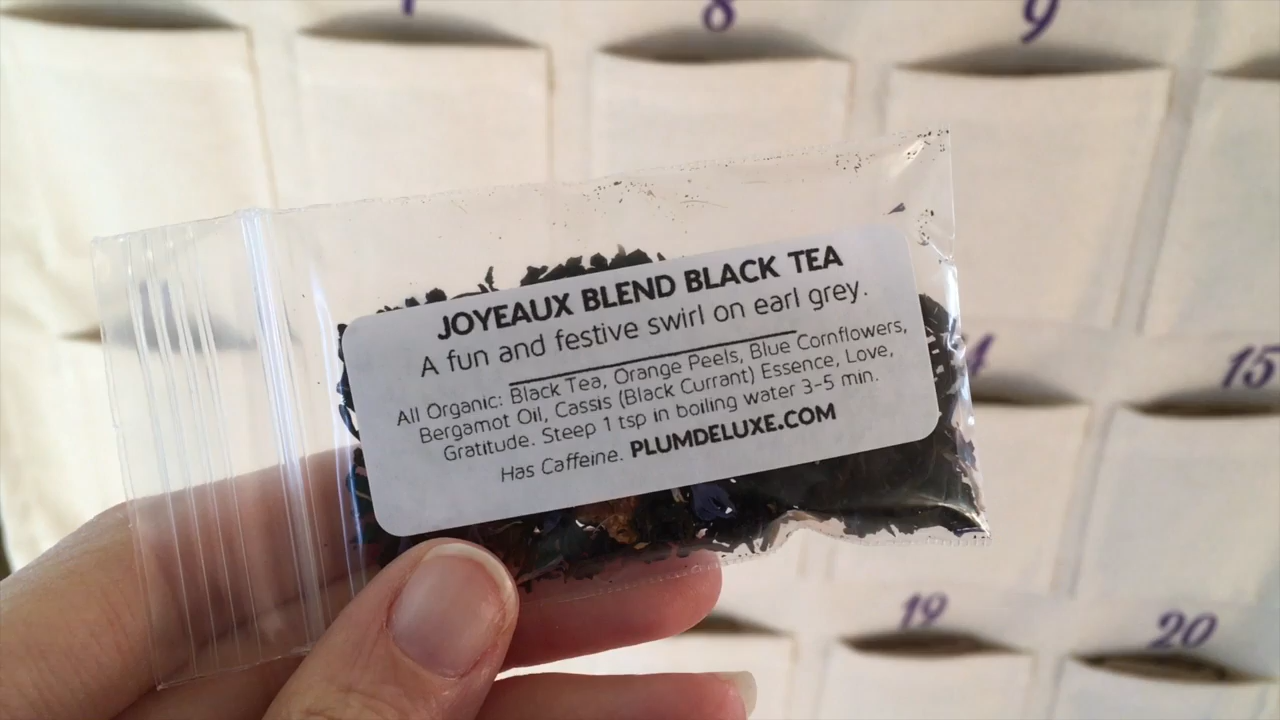 8
9
JOYEAUX BLEND BLACK TEA
A fun and festive swirl on earl grey.
All Organic: Black Tea, Orange Peels, Blue Cornflowers,
Bergamot Oil, Cassis (Black Currant) Essence, Love,
Gratitude. Steep 1 tsp in boiling water 3-5 min.
Has Caffeine. PLUMDELUXE.COM
15
19
20